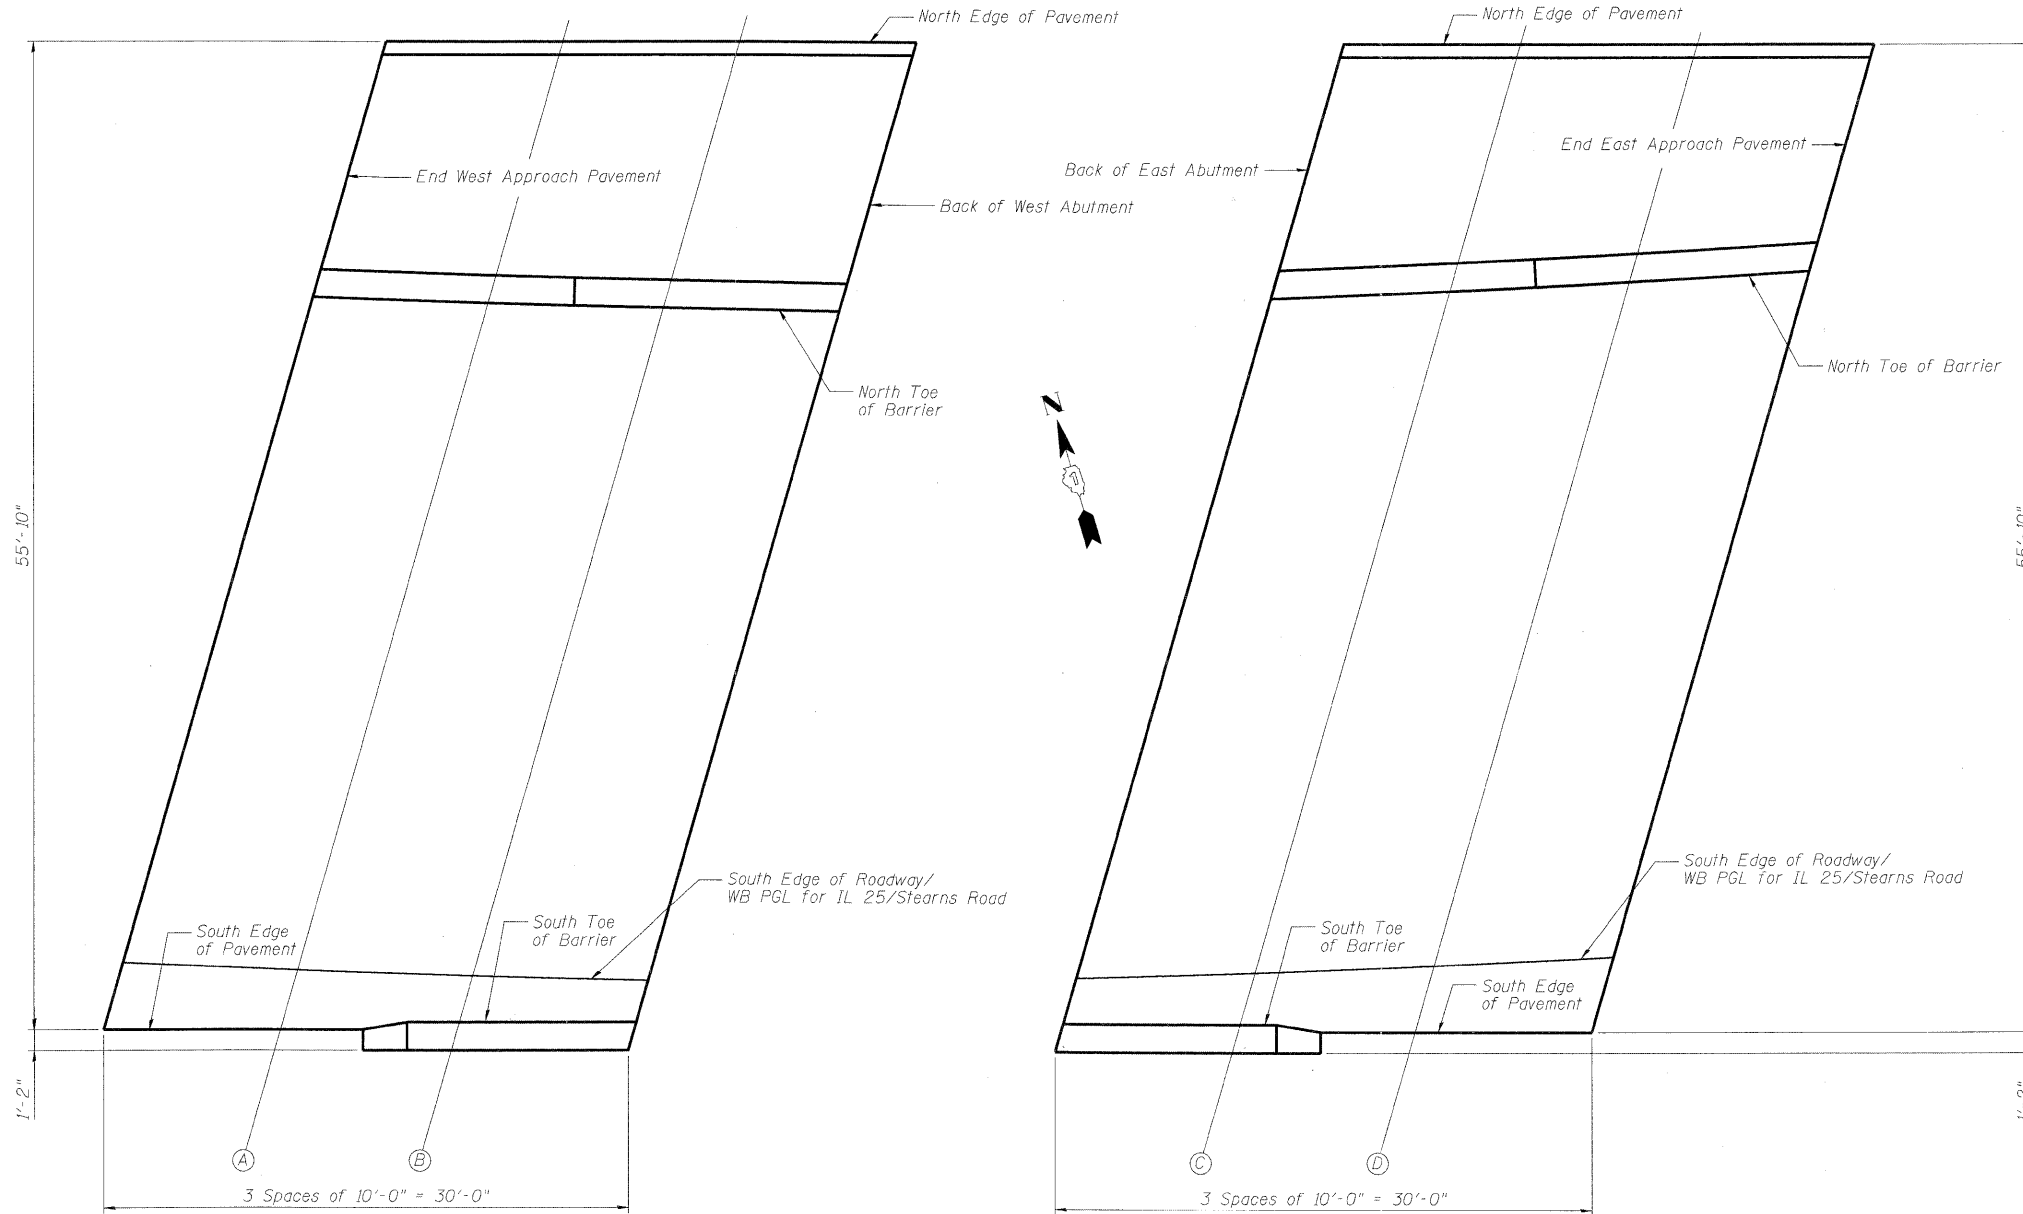 North Edge of Pavement
North Edge of Pavement
End West Approach Pavement
Back of West Abutment
Back of East Abutment
End East Approach Pavement
North Toe
of Barrier
North Toe of Barrier
N
55'-10"
55'-10"
South Edge of Roadway/
WB PGL for IL 25/Stearns Road
South Edge of Roadway/
WB PGL for IL 25/Stearns Road
South Edge
of Pavement
South Toe
of Barrier
South Toe
of Barrier
South Edge
of Pavement
1'-2"
1'-2"
A
B
C
D
3 Spaces of 10'-0" = 30'-0"
3 Spaces of 10'-0" = 30'-0"